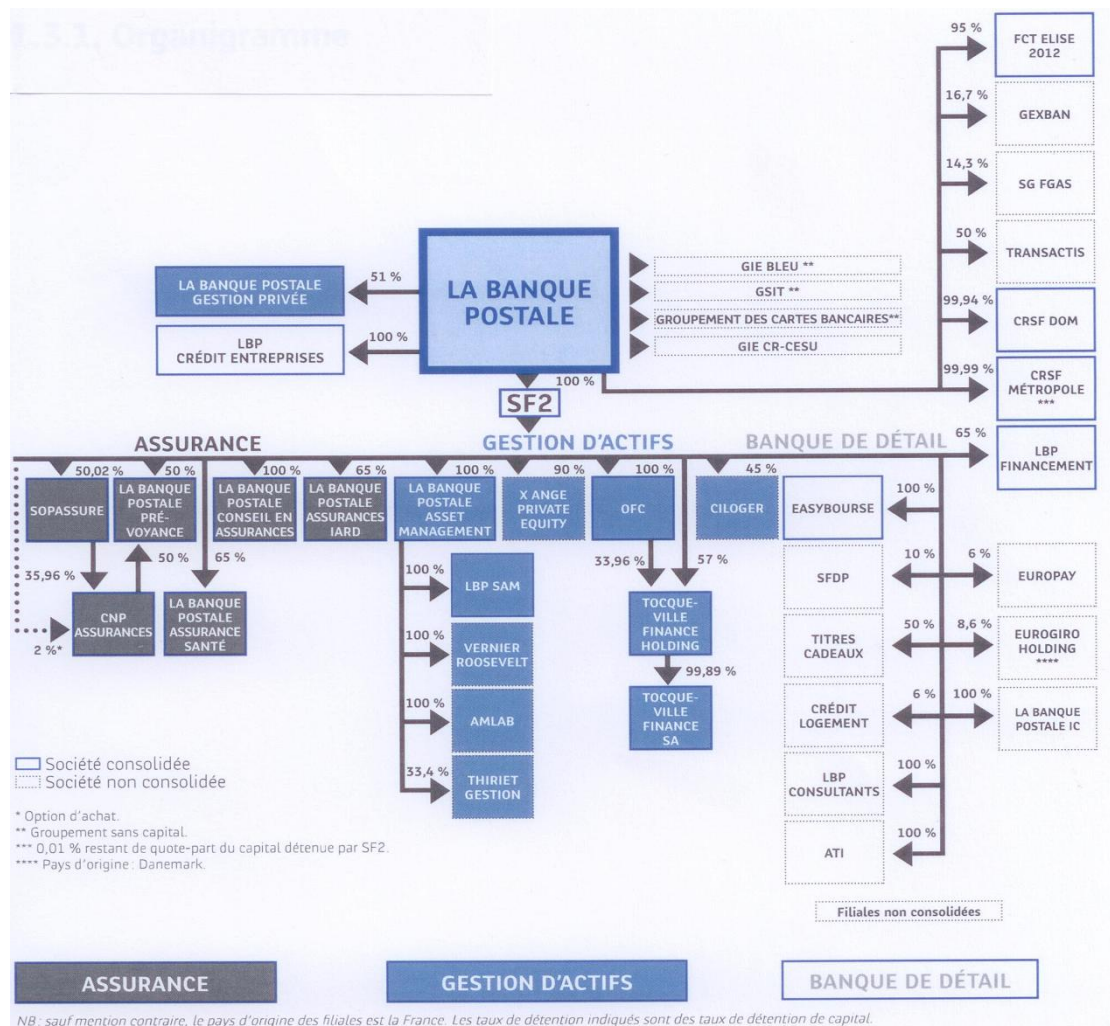 1.3.1. Organigramme
95 %
FCT ELISE
2012
16,7 %
GEXBAN
14,3 %
SG FGAS
50 %
TRANSACTIS
99,94 %
CRSF DOM
99,99 %
CRSF
MÉTROPOLE
***
65 %
LBP
FINANCEMENT
LA BANQUE POSTALE
GESTION PRIVÉE
51 %
LBP
CRÉDIT ENTREPRISES
100 %
LA BANQUE
POSTALE
GIE BLEU **
GSIT **
GROUPEMENT DES CARTES BANCAIRES**
GIE CR-CESU
100 %
SF2
ASSURANCE
GESTION D'ACTIFS
BANQUE DE DÉTAIL
50,02 %
50 %
100 %
65 %
100 %
90 %
100 %
45 %
SOPASSURE
LA BANQUE
POSTALE
PRÉ-
VOYANCE
LA BANQUE
POSTALE
CONSEIL EN
ASSURANCES
LA BANQUE
POSTALE
ASSURANCES
IARD
LA BANQUE
POSTALE
ASSET
MANAGEMENT
X ANGE
PRIVATE
EQUITY
OFC
CILOGER
EASYBOURSE
100 %
35,96 %
50 %
65 %
CNP
ASSURANCES
2 %*
LA BANQUE
POSTALE
ASSURANCE
SANTÉ
100 %
LBP SAM
100 %
VERNIER
ROOSEVELT
100 %
AMLAB
33,4 %
THIRIET
GESTION
33,96 %
57 %
TOCQUE-
VILLE
FINANCE
HOLDING
99,89 %
TOCQUE-
VILLE
FINANCE
SA
SFDP
10 %
6 %
EUROPAY
TITRES
CADEAUX
50 %
8,6 %
EUROGIRO
HOLDING
****
CRÉDIT
LOGEMENT
6 %
100 %
LA BANQUE
POSTALE IC
LBP
CONSULTANTS
100 %
ATI
100 %
Société consolidée
Société non consolidée
* Option d'achat.
** Groupement sans capital.
*** 0,01 % restant de quote-part du capital détenue par SF2.
**** Pays d'origine : Danemark.
Filiales non consolidées
ASSURANCE
GESTION D'ACTIFS
BANQUE DE DÉTAIL
NB : sauf mention contraire, le pays d'origine des filiales est la France. Les taux de détention indiqués sont des taux de détention de capital.